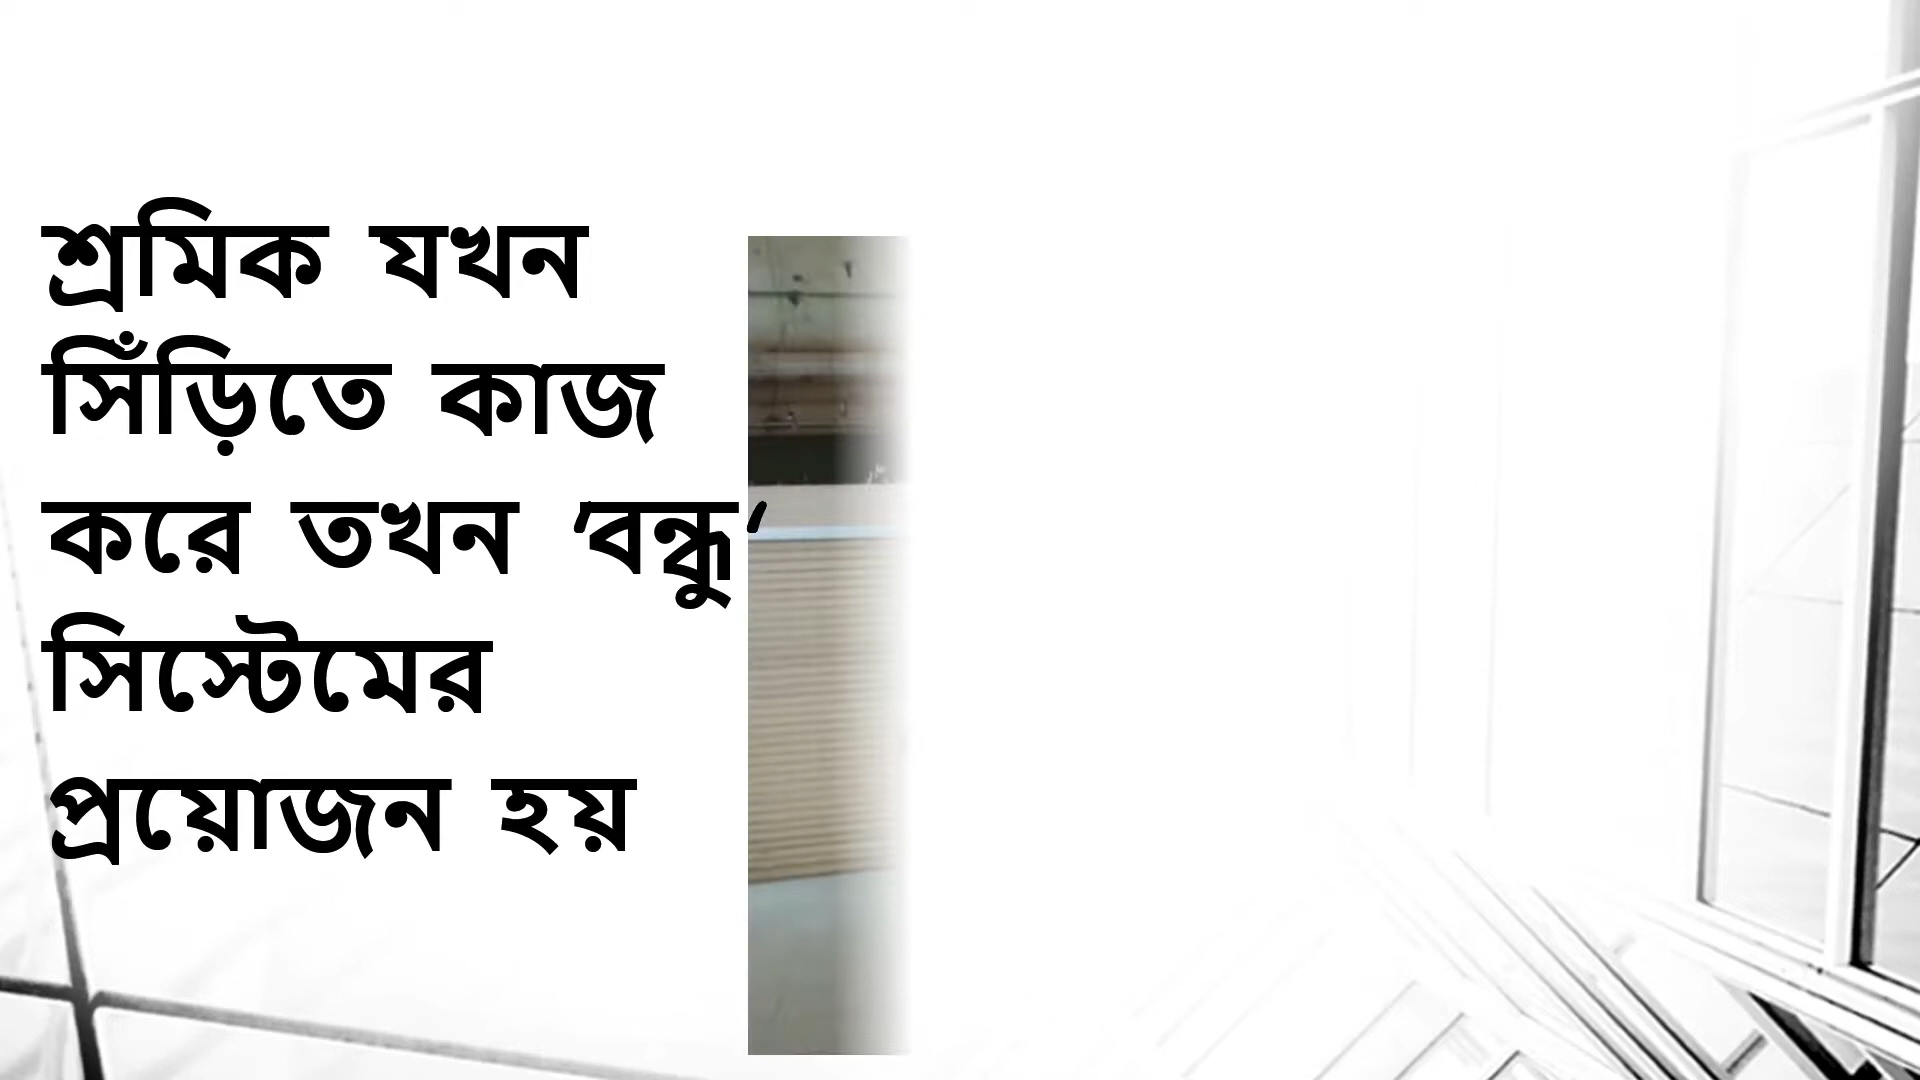 শ্রমিক যখন
সিঁড়িতে কাজ
করে তখন ‘বন্ধু‘
সিস্টেমের
প্রয়োজন হয়